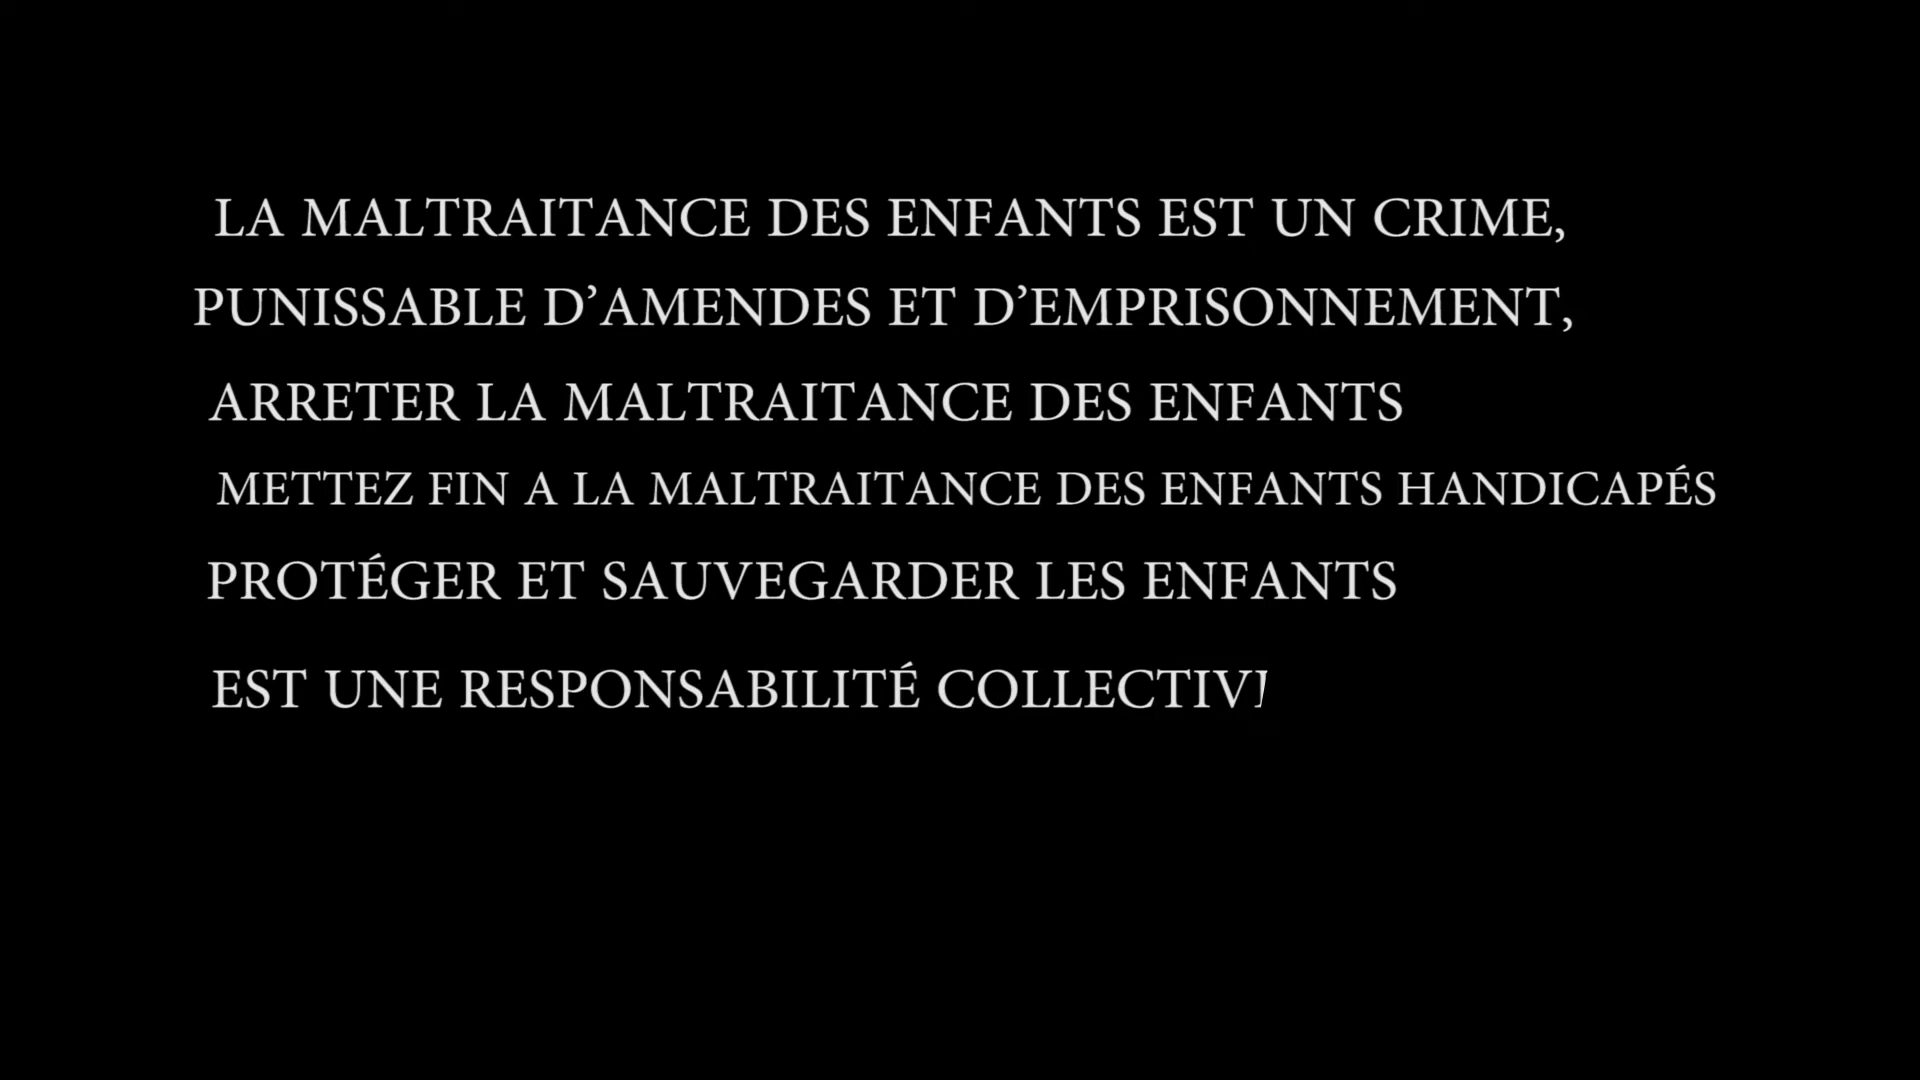 LA MALTRAITANCE DES ENFANTS EST UN CRIME,
PUNISSABLE D’AMENDES ET D’EMPRISONNEMENT,
ARRETER LA MALTRAITANCE DES ENFANTS
METTEZ FIN A LA MALTRAITANCE DES ENFANTS HANDICAPÉS
PROTÉGER ET SAUVEGARDER LES ENFANTS
EST UNE RESPONSABILITÉ